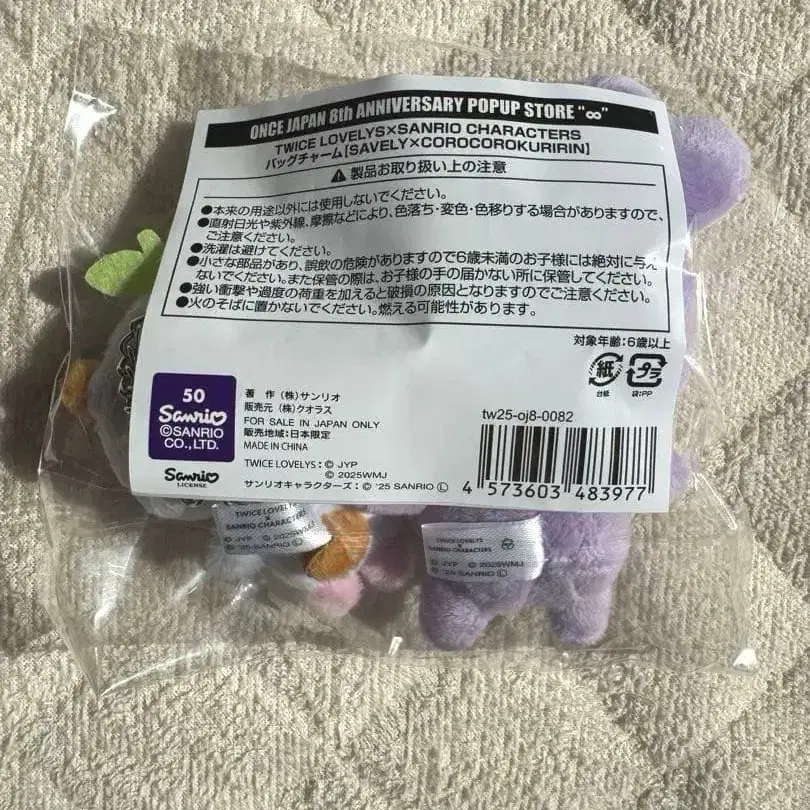 ONCE JAPAN 8th ANNIVERSARY POPUP STORE "∞"
TWICE LOVELYS×SANRIO CHARACTERS
バッグチャーム[SAVELY×COROCOROKURIRIN]
製品お取り扱い上の注意
●本来の用途以外には使用しないでください。
●直射日光や紫外線、摩擦などにより、色落ち・変色・色移りする場合がありますので、
ご注意ください。
●洗濯は避けてください。
●小さな部品があり、誤飲の危険がありますので6歳未満のお子様には絶対に与え
ないでください。また保管の際は、お子様の手の届かない所に保管してください。
●強い衝撃や過度の荷重を加えると破損の原因となりますのでご注意ください。
●火のそばに置かないでください。燃える可能性があります。
対象年齢:6歳以上
紙 プラ
台紙 袋:PP
50
Sanrio
©SANRIO
CO.,LTD.
Sanrio
LICENSE
著 作 (株)サンリオ
販売元 (株)クオラス
FOR SALE IN JAPAN ONLY
販売地域:日本限定
MADE IN CHINA
TWICE LOVELYS:© JYP
© 2025WMJ
サンリオキャラクターズ:© '25 SANRIO Ⓛ
tw25-oj8-0082
4 573603 483977
TWICE LOVELYS
×
SANRIO CHARACTERS
© JYP © 2025WMJ
© '25 SANRIO Ⓛ
TWICE LOVELYS
×
SANRIO CHARACTERS
© JYP © 2025WMJ
© '25 SANRIO Ⓛ